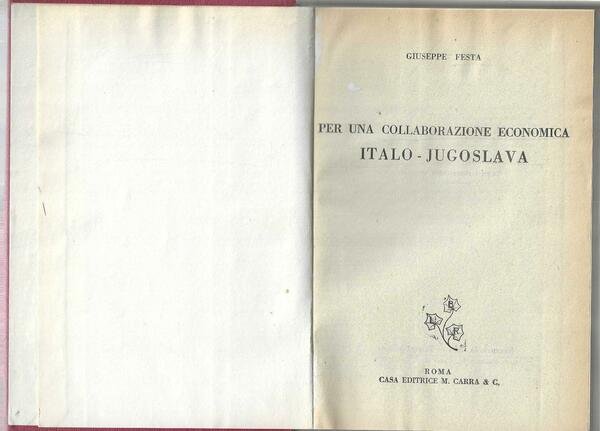 GIUSEPPE FESTA
PER UNA COLLABORAZIONE ECONOMICA
ITALO - JUGOSLAVA
B
L
R
ROMA
CASA EDITRICE M. CARRA & C.